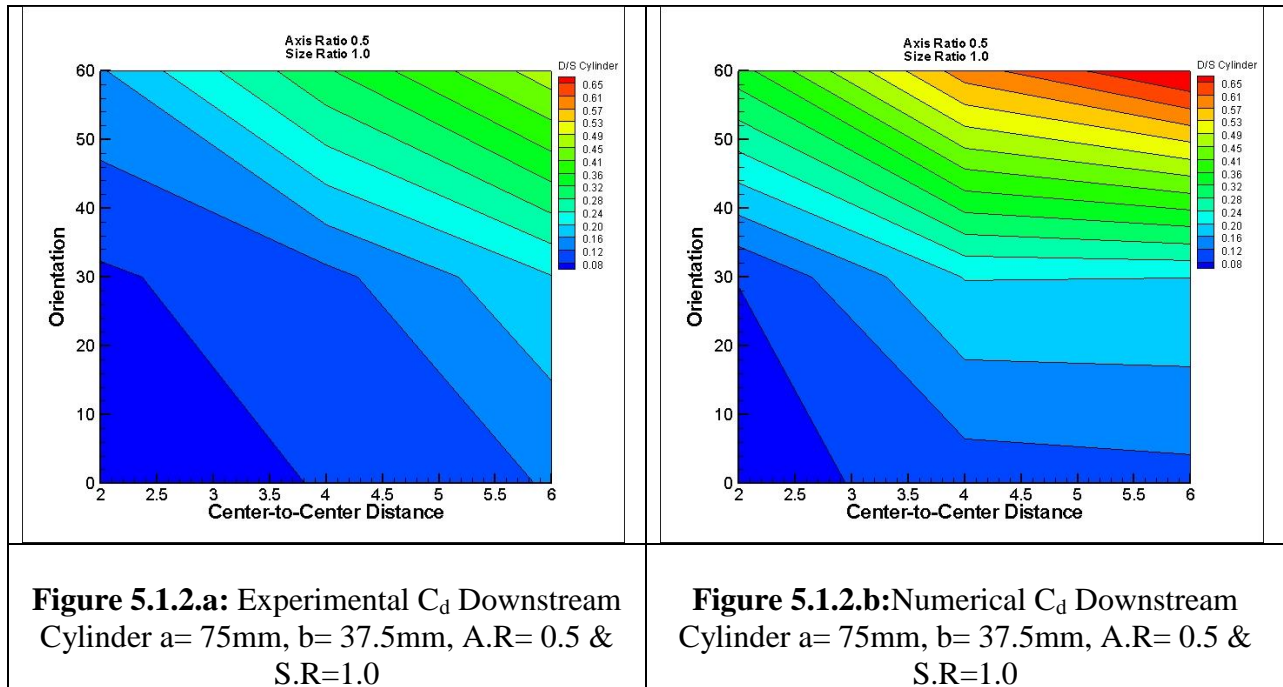 Axis Ratio 0.5
Size Ratio 1.0
D/S Cylinder
0.65
0.61
0.57
0.53
0.49
0.45
0.41
0.36
0.32
0.28
0.24
0.20
0.16
0.12
0.08
Orientation
60
50
40
30
20
10
0
2 2.5 3 3.5 4 4.5 5 5.5 6
Center-to-Center Distance
Axis Ratio 0.5
Size Ratio 1.0
D/S Cylinder
0.65
0.61
0.57
0.53
0.49
0.45
0.41
0.36
0.32
0.28
0.24
0.20
0.16
0.12
0.08
Orientation
60
50
40
30
20
10
0
2 2.5 3 3.5 4 4.5 5 5.5 6
Center-to-Center Distance
Figure 5.1.2.a: Experimental Cd Downstream
Cylinder a= 75mm, b= 37.5mm, A.R= 0.5 &
S.R=1.0
Figure 5.1.2.b:Numerical Cd Downstream
Cylinder a= 75mm, b= 37.5mm, A.R= 0.5 &
S.R=1.0